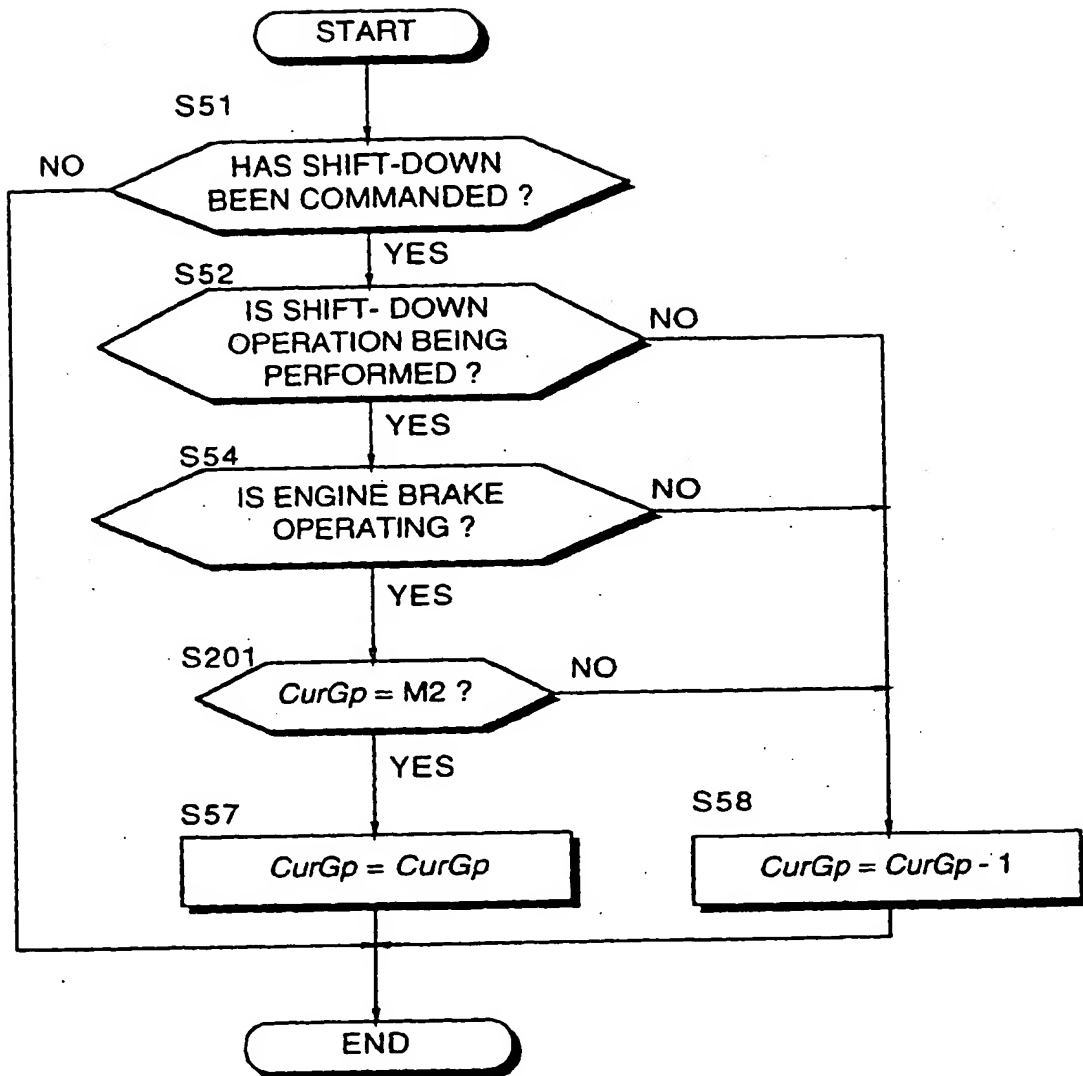 START
S51
NO
HAS SHIFT-DOWN
BEEN COMMANDED ?
YES
S52
IS SHIFT- DOWN
OPERATION BEING
PERFORMED ?
NO
YES
S54
IS ENGINE BRAKE
OPERATING ?
NO
YES
S201
CurGp = M2 ?
NO
YES
S57
CurGp = CurGp
S58
CurGp = CurGp - 1
END